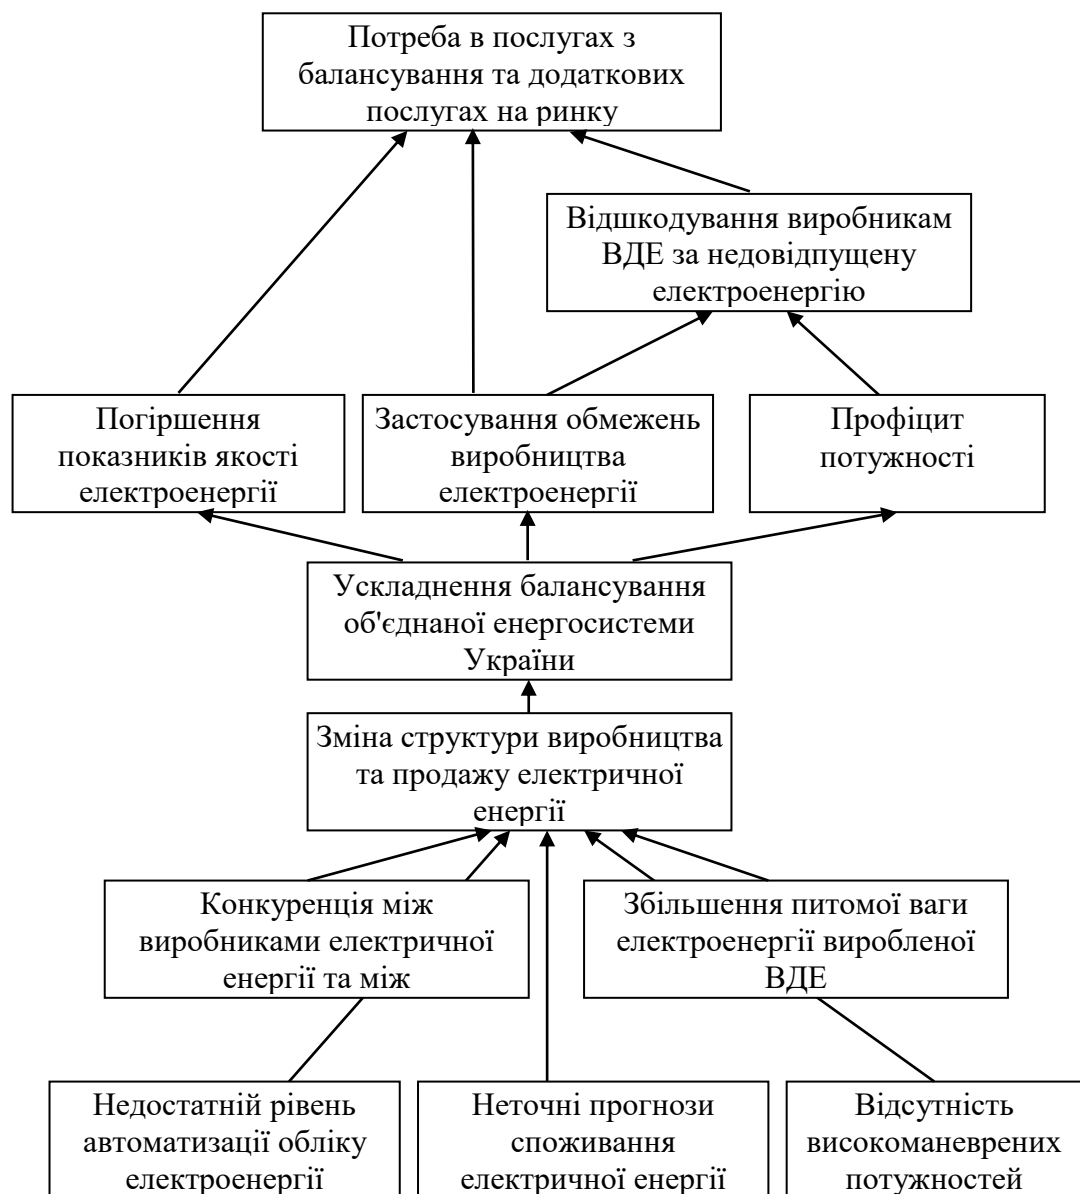 Потреба в послугах з
балансування та додаткових
послугах на ринку
Відшкодування виробникам
ВДЕ за недовідпущену
електроенергію
Погіршення
показників якості
електроенергії
Застосування обмежень
виробництва
електроенергії
Профіцит
потужності
Ускладнення балансування
об'єднаної енергосистеми
України
Зміна структури виробництва
та продажу електричної
енергії
Конкуренція між
виробниками електричної
енергії та між
Збільшення питомої ваги
електроенергії виробленої
ВДЕ
Недостатній рівень
автоматизації обліку
електроенергії
Неточні прогнози
споживання
електричної енергії
Відсутність
високоманеврених
потужностей